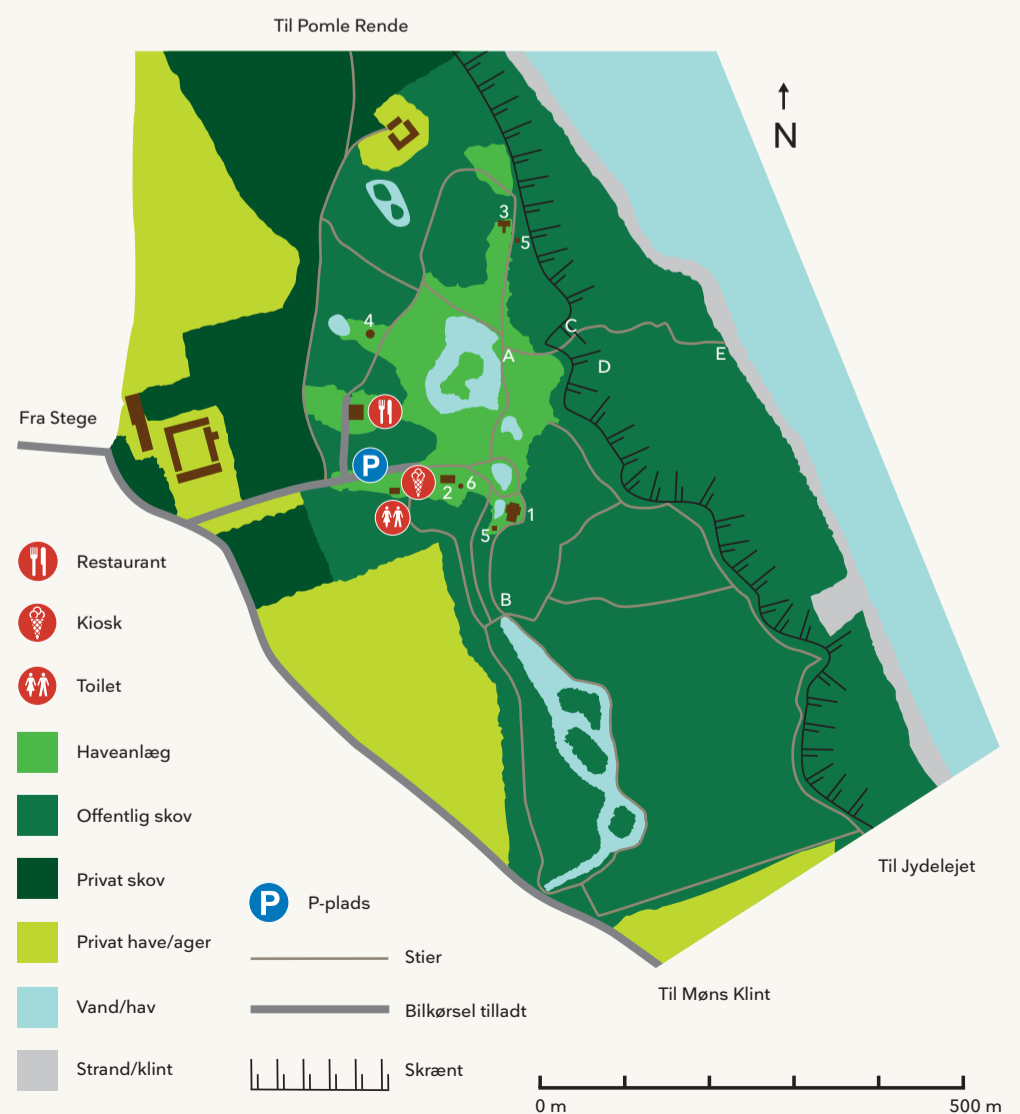 Til Pomle Rende
N
3
5
C
4
A
D
E
Fra Stege
P
2
6
1
5
B
Restaurant
Kiosk
Toilet
Haveanlæg
Offentlig skov
Privat skov
Privat have/ager
Vand/hav
Strand/klint
P
P-plads
Stier
Bilkørsel tilladt
Skrænt
Til Jydelejet
Til Møns Klint
0 m
500 m